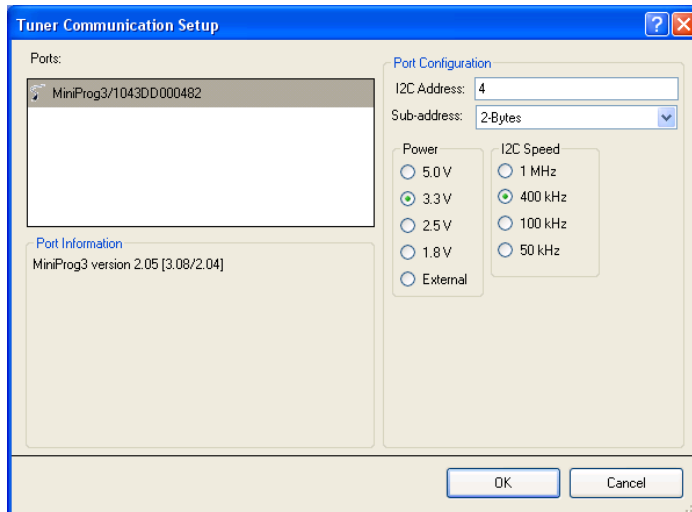 Tuner Communication Setup
Ports:
MiniProg3/1043DD000482
Port Information
MiniProg3 version 2.05 [3.08/2.04]
Port Configuration
I2C Address: 4
Sub-address: 2-Bytes
Power
5.0 V
3.3 V
2.5 V
1.8 V
External
I2C Speed
1 MHz
400 kHz
100 kHz
50 kHz
OK
Cancel